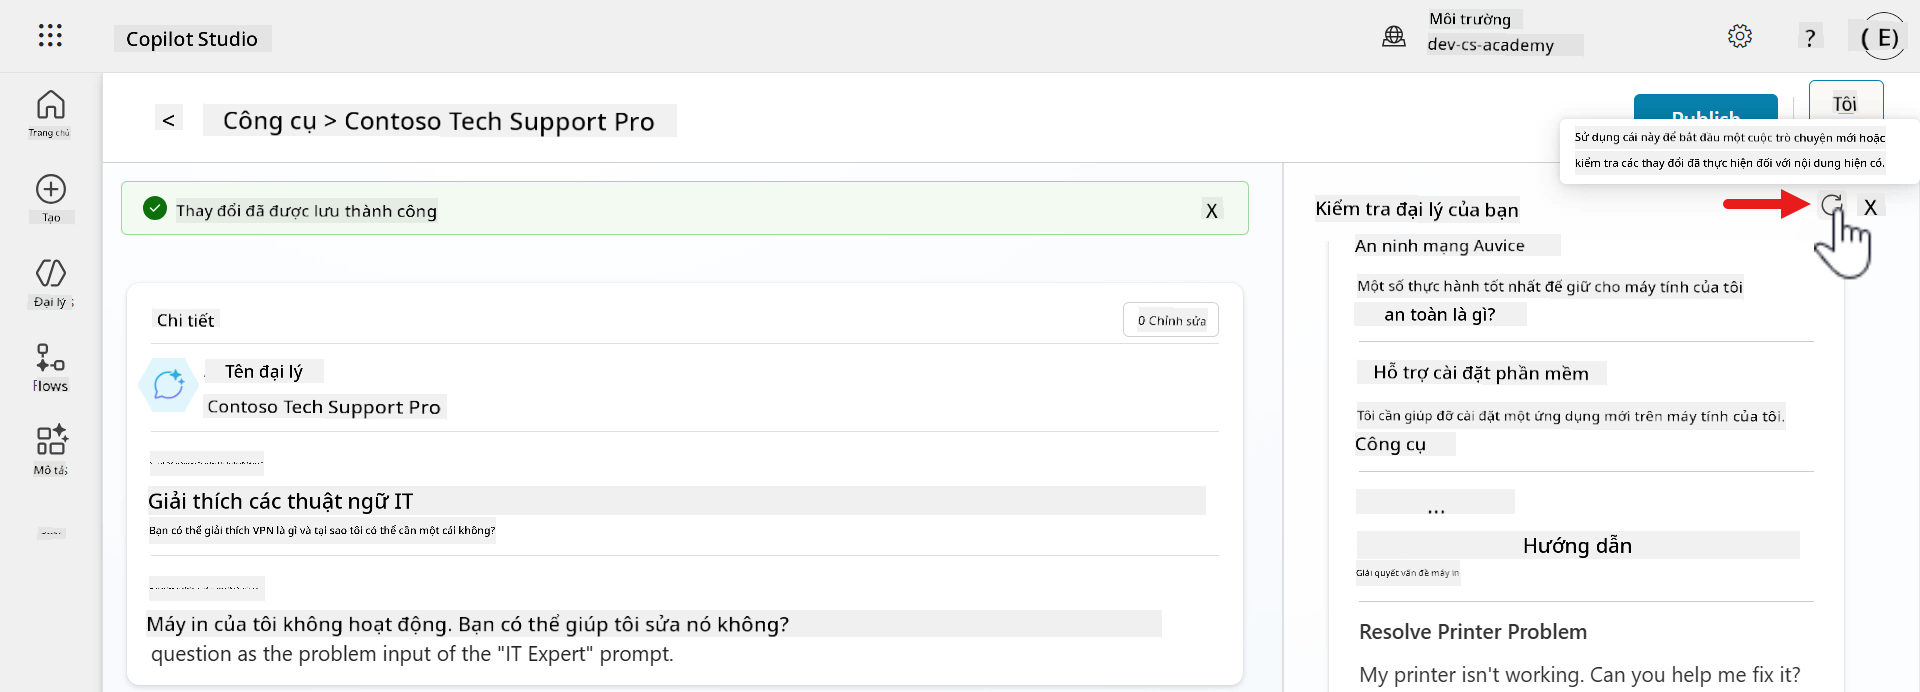 Copilot Studio
Môi trường
dev-cs-academy
?
( E)
Trang chủ
Tạo
Đại lý s
Flows
Mô tả;
< Công cụ > Contoso Tech Support Pro
Publish
Tôi
Sử dụng cái này để bắt đầu một cuộc trò chuyện mới hoặc
kiểm tra các thay đổi đã thực hiện đối với nội dung hiện có.
Thay đổi đã được lưu thành công
X
Chi tiết
0 Chỉnh sửa
Tên đại lý
Contoso Tech Support Pro
Giải thích các thuật ngữ IT
Bạn có thể giải thích VPN là gì và tại sao tôi có thể cần một cái không?
Máy in của tôi không hoạt động. Bạn có thể giúp tôi sửa nó không?
question as the problem input of the "IT Expert" prompt.
Kiểm tra đại lý của bạn
X
An ninh mạng Auvice
Một số thực hành tốt nhất để giữ cho máy tính của tôi
an toàn là gì?
Hỗ trợ cài đặt phần mềm
Tôi cần giúp đỡ cài đặt một ứng dụng mới trên máy tính của tôi.
Công cụ
...
Hướng dẫn
Giải quyết vấn đề máy in
Resolve Printer Problem
My printer isn't working. Can you help me fix it?